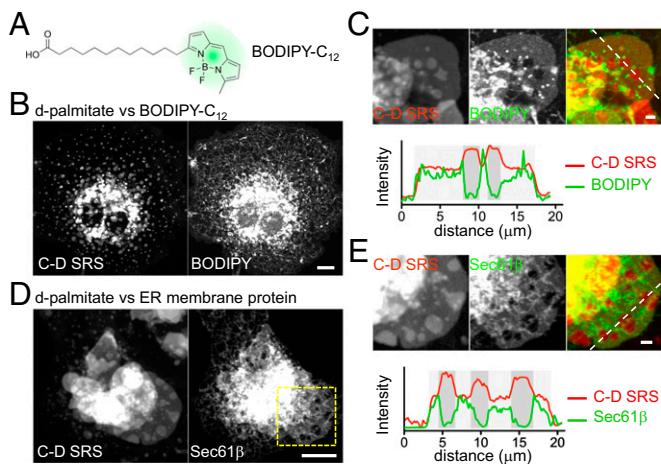 A
HO
O
N
N
B
F
F
BODIPY-C12
B
d-palmitate vs BODIPY-C12
C-D SRS
BODIPY
C
C-D SRS
BODIPY
Intensity
C-D SRS
BODIPY
0 5 10 15 20
distance (μm)
D
d-palmitate vs ER membrane protein
C-D SRS
Sec61β
E
C-D SRS
Sec61β
Intensity
C-D SRS
Sec61β
0 5 10 15 20
distance (μm)